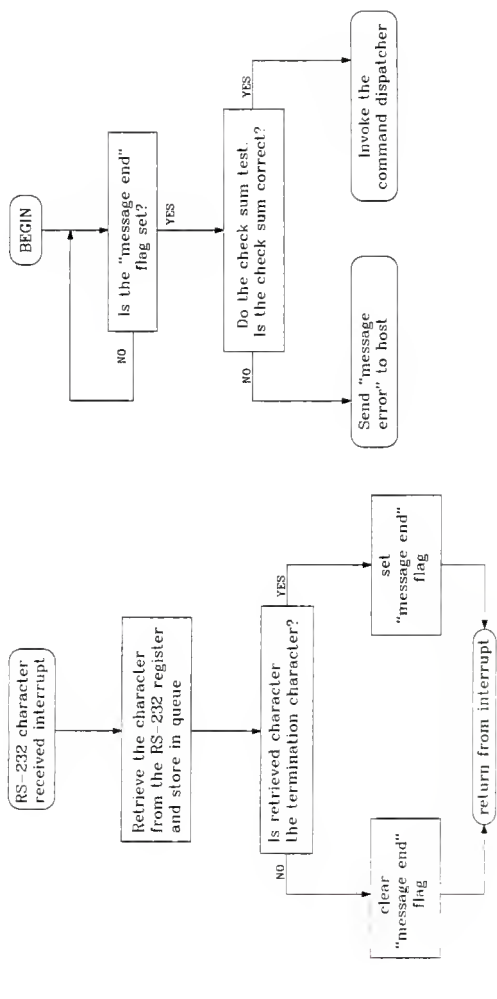 RS-232 character
received interrupt
Retrieve the character
from the RS-232 register
and store in queue
Is retrieved character
the termination character?
NO
YES
clear
"message end"
flag
set
"message end"
flag
return from interrupt
BEGIN
Is the "message end"
flag set?
NO
YES
Do the check sum test.
Is the check sum correct?
NO
YES
Send "message
error" to host
Invoke the
command dispatcher